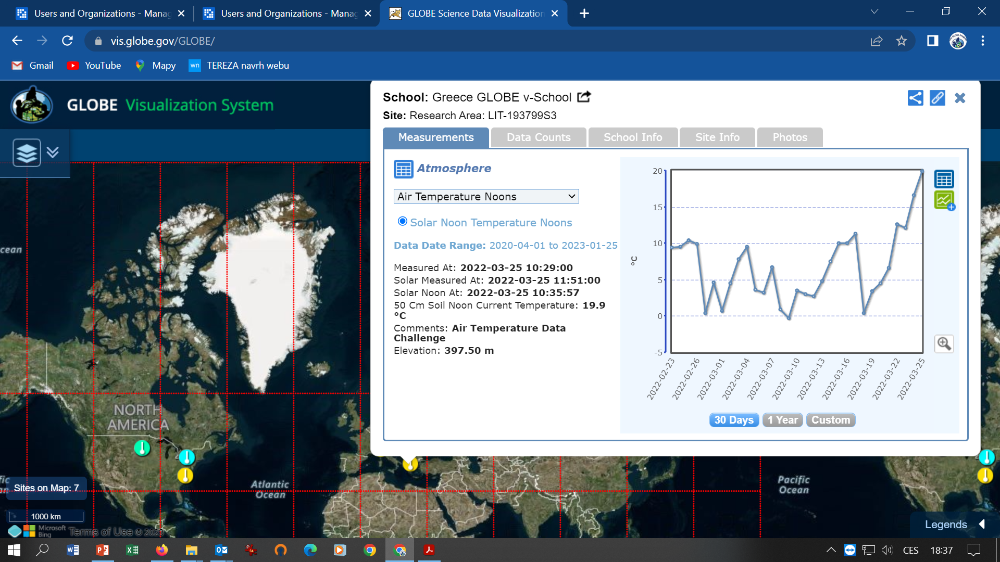 Users and Organizations - Manag
Users and Organizations - Manag
GLOBE Science Data Visualization
vis.globe.gov/GLOBE/
Gmail
YouTube
Mapy
wn
TEREZA navrh webu
GLOBE Visualization System
School: Greece GLOBE v-School
Site: Research Area: LIT-193799S3
Measurements
Data Counts
School Info
Site Info
Photos
Atmosphere
Air Temperature Noons
Solar Noon Temperature Noons
Data Date Range: 2020-04-01 to 2023-01-25
Measured At: 2022-03-25 10:29:00
Solar Measured At: 2022-03-25 11:51:00
Solar Noon At: 2022-03-25 10:35:57
50 Cm Soil Noon Current Temperature: 19.9
°C
Comments: Air Temperature Data
Challenge
Elevation: 397.50 m
20
15
10
5
0
-5
°C
2022-02-23
2022-02-26
2022-03-01
2022-03-04
2022-03-07
2022-03-10
2022-03-13
2022-03-16
2022-03-19
2022-03-22
2022-03-25
30 Days
1 Year
Custom
cean
NORTH
AMERICA
Atlantic
Ocean
Pacific
Ocean
fic
Sites on Map: 7
1000 km
Microsoft
Bing
Terms of Use © 2023
Legends
CES
18:37